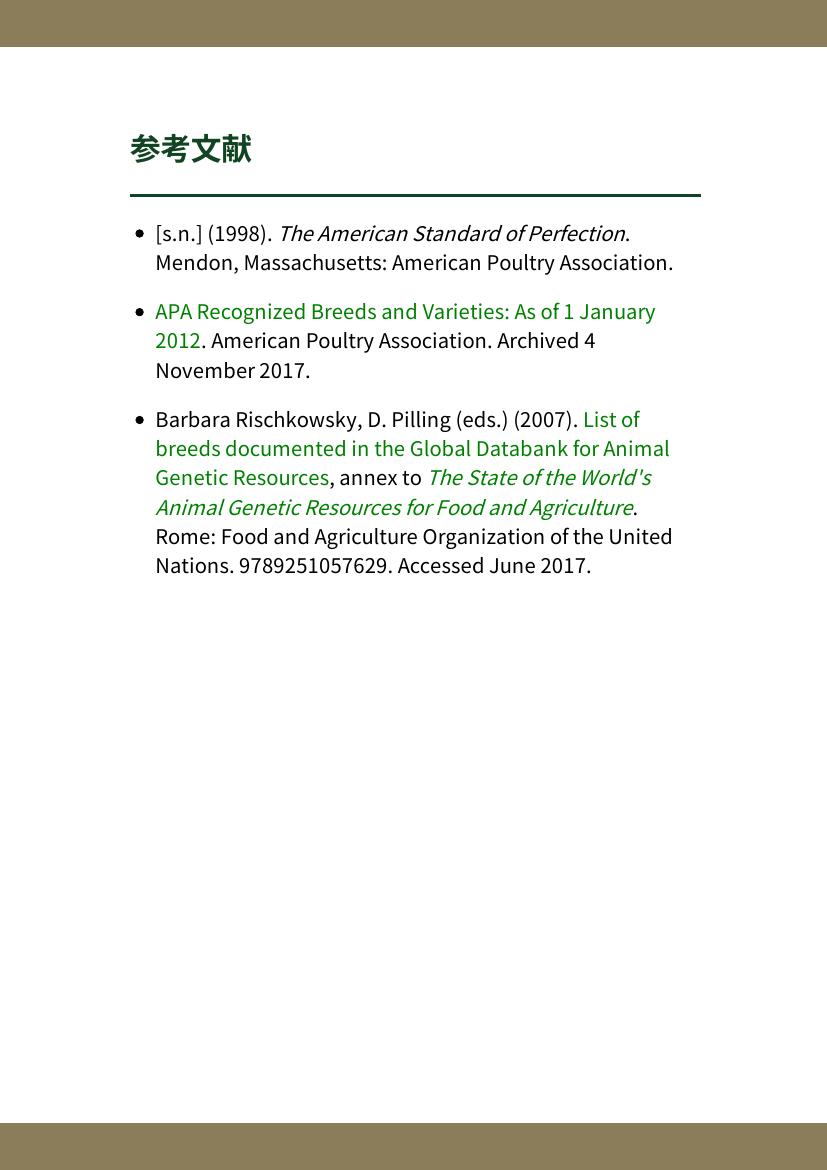 参考文献
[s.n.] (1998). The American Standard of Perfection.
Mendon, Massachusetts: American Poultry Association.
APA Recognized Breeds and Varieties: As of 1 January
2012. American Poultry Association. Archived 4
November 2017.
Barbara Rischkowsky, D. Pilling (eds.) (2007). List of
breeds documented in the Global Databank for Animal
Genetic Resources, annex to The State of the World's
Animal Genetic Resources for Food and Agriculture.
Rome: Food and Agriculture Organization of the United
Nations. 9789251057629. Accessed June 2017.